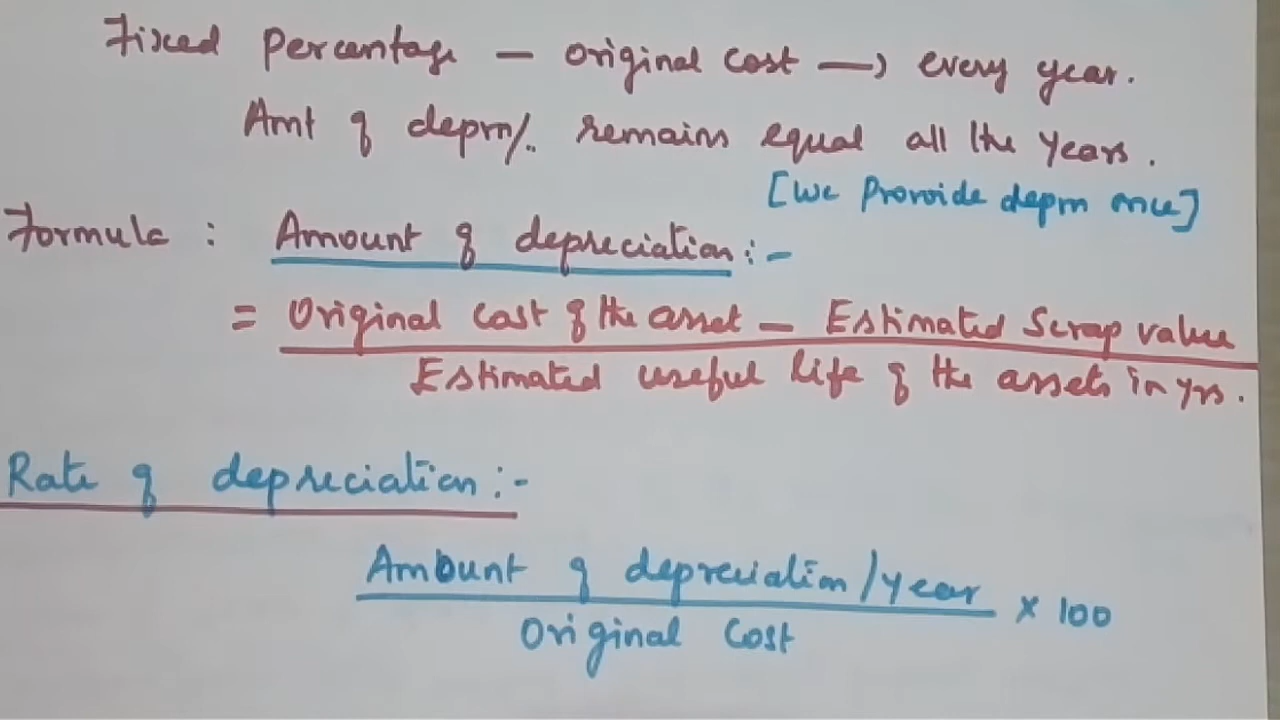 Fixed Percentage - original cost → every year.
Amt of deprn/. remains equal all the years.
[We Provide deprn once]
Formula : Amount of depreciation :-
= Original cost of the asset - Estimated Scrap value
Estimated useful life of the assets in yrs.
Rate of depreciation :-
Amount of depreciation/year × 100
Original Cost